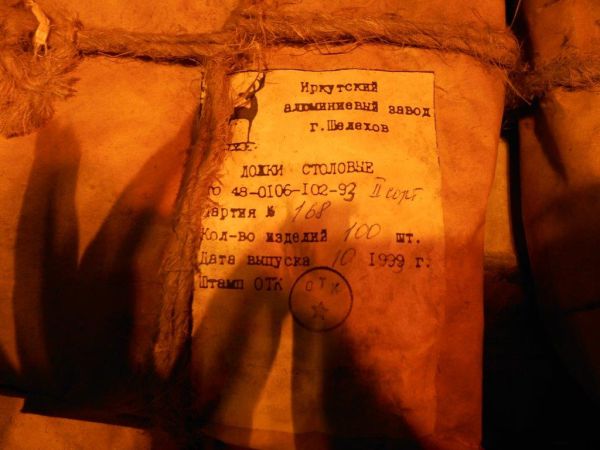 Иркутский
алюминиевый завод
г. Шелехов
ЛОЖКИ СТОЛОВЫЕ
48-0106-102-93 II сорт
Партия № 168
Кол-во изделий 100 шт.
Дата выпуска 10 1999 г.
Штамп ОТК ОТК